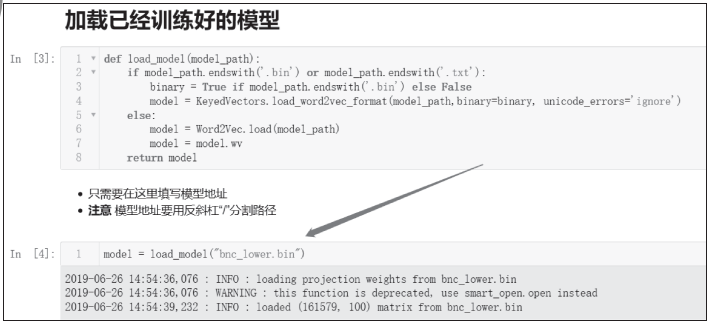 加载已经训练好的模型
In [3]:
1 def load_model(model_path):
2 if model_path.endswith('.bin') or model_path.endswith('.txt'):
3 binary = True if model_path.endswith('.bin') else False
4 model = KeyedVectors.load_word2vec_format(model_path,binary=binary, unicode_errors='ignore')
5 else:
6 model = Word2Vec.load(model_path)
7 model = model.wv
8 return model
• 只需要在这里填写模型地址
• 注意 模型地址要用反斜杠“/”分割路径
In [4]:
1 model = load_model("bnc_lower.bin")
2019-06-26 14:54:36,076 : INFO : loading projection weights from bnc_lower.bin
2019-06-26 14:54:36,076 : WARNING : this function is deprecated, use smart_open.open instead
2019-06-26 14:54:39,232 : INFO : loaded (161579, 100) matrix from bnc_lower.bin